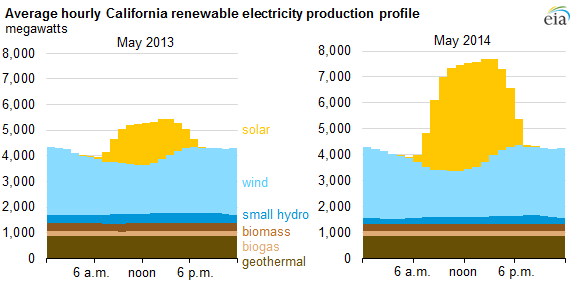 Average hourly California renewable electricity production profile
megawatts
eia
May 2013
8,000
7,000
6,000
5,000
4,000
3,000
2,000
1,000
0
6 a.m. noon 6 p.m.
solar
wind
small hydro
biomass
biogas
geothermal
May 2014
8,000
7,000
6,000
5,000
4,000
3,000
2,000
1,000
0
6 a.m. noon 6 p.m.